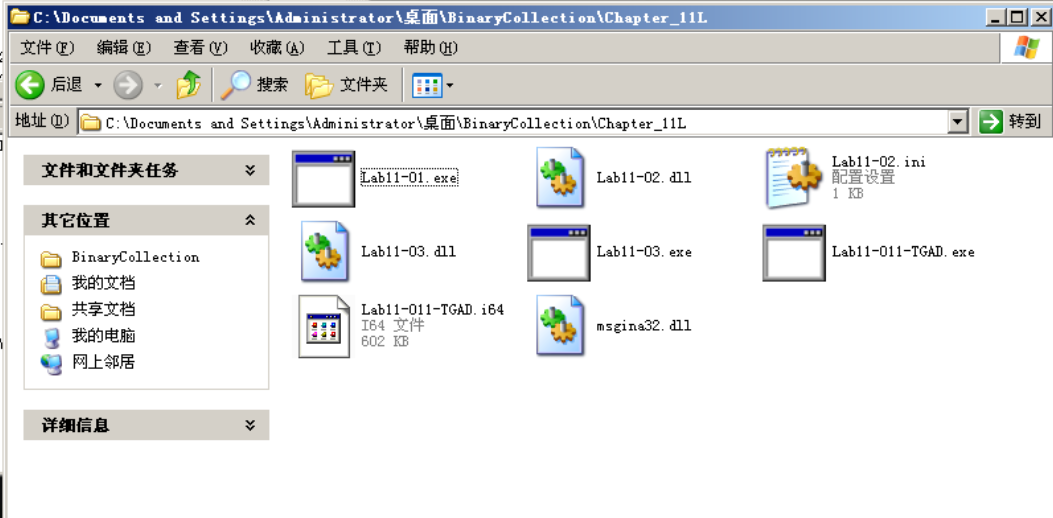 C:\Documents and Settings\Administrator\桌面\BinaryCollection\Chapter_11L
文件(F) 编辑(E) 查看(V) 收藏(A) 工具(T) 帮助(H)
后退 搜索 文件夹
地址(D) C:\Documents and Settings\Administrator\桌面\BinaryCollection\Chapter_11L 转到
文件和文件夹任务
其它位置
BinaryCollection
我的文档
共享文档
我的电脑
网上邻居
详细信息
Lab11-01.exe
Lab11-02.dll
Lab11-02.ini
配置设置
1 KB
Lab11-03.dll
Lab11-03.exe
Lab11-011-TGAD.exe
Lab11-011-TGAD.i64
I64 文件
602 KB
msgina32.dll